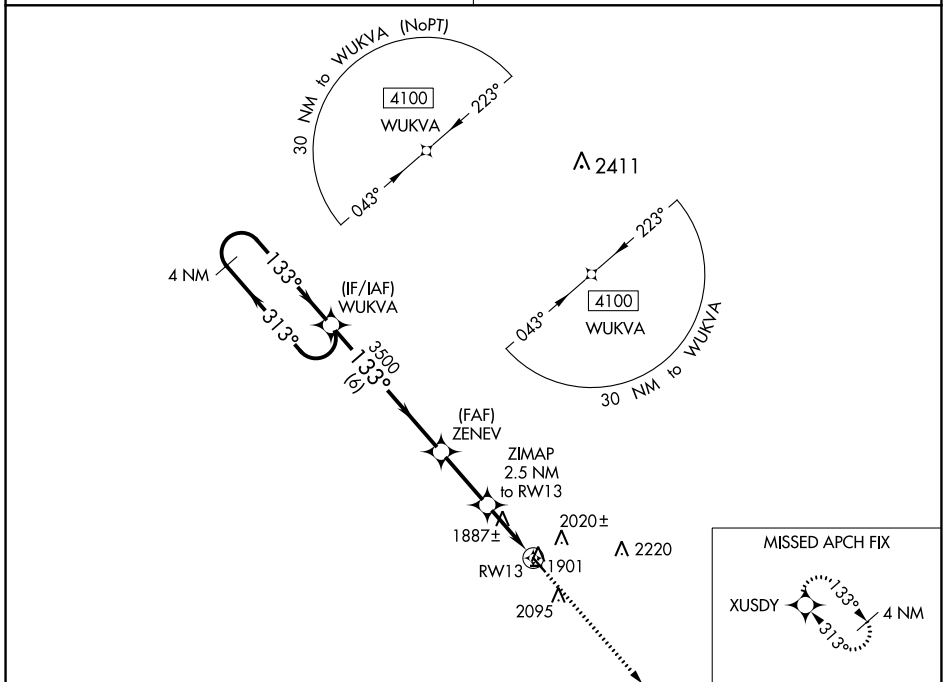 30 NM to WUKVA (NoPT)
4100
WUKVA
223°
043°
2411
223°
4100
WUKVA
043°
30 NM to WUKVA
4 NM
133°
313°
(IF/IAF)
WUKVA
3500
133°
(6)
(FAF)
ZENEV
ZIMAP
2.5 NM
to RW13
1887±
2020±
2220
RW13
1901
2095
MISSED APCH FIX
XUSDY
133°
4 NM
313°